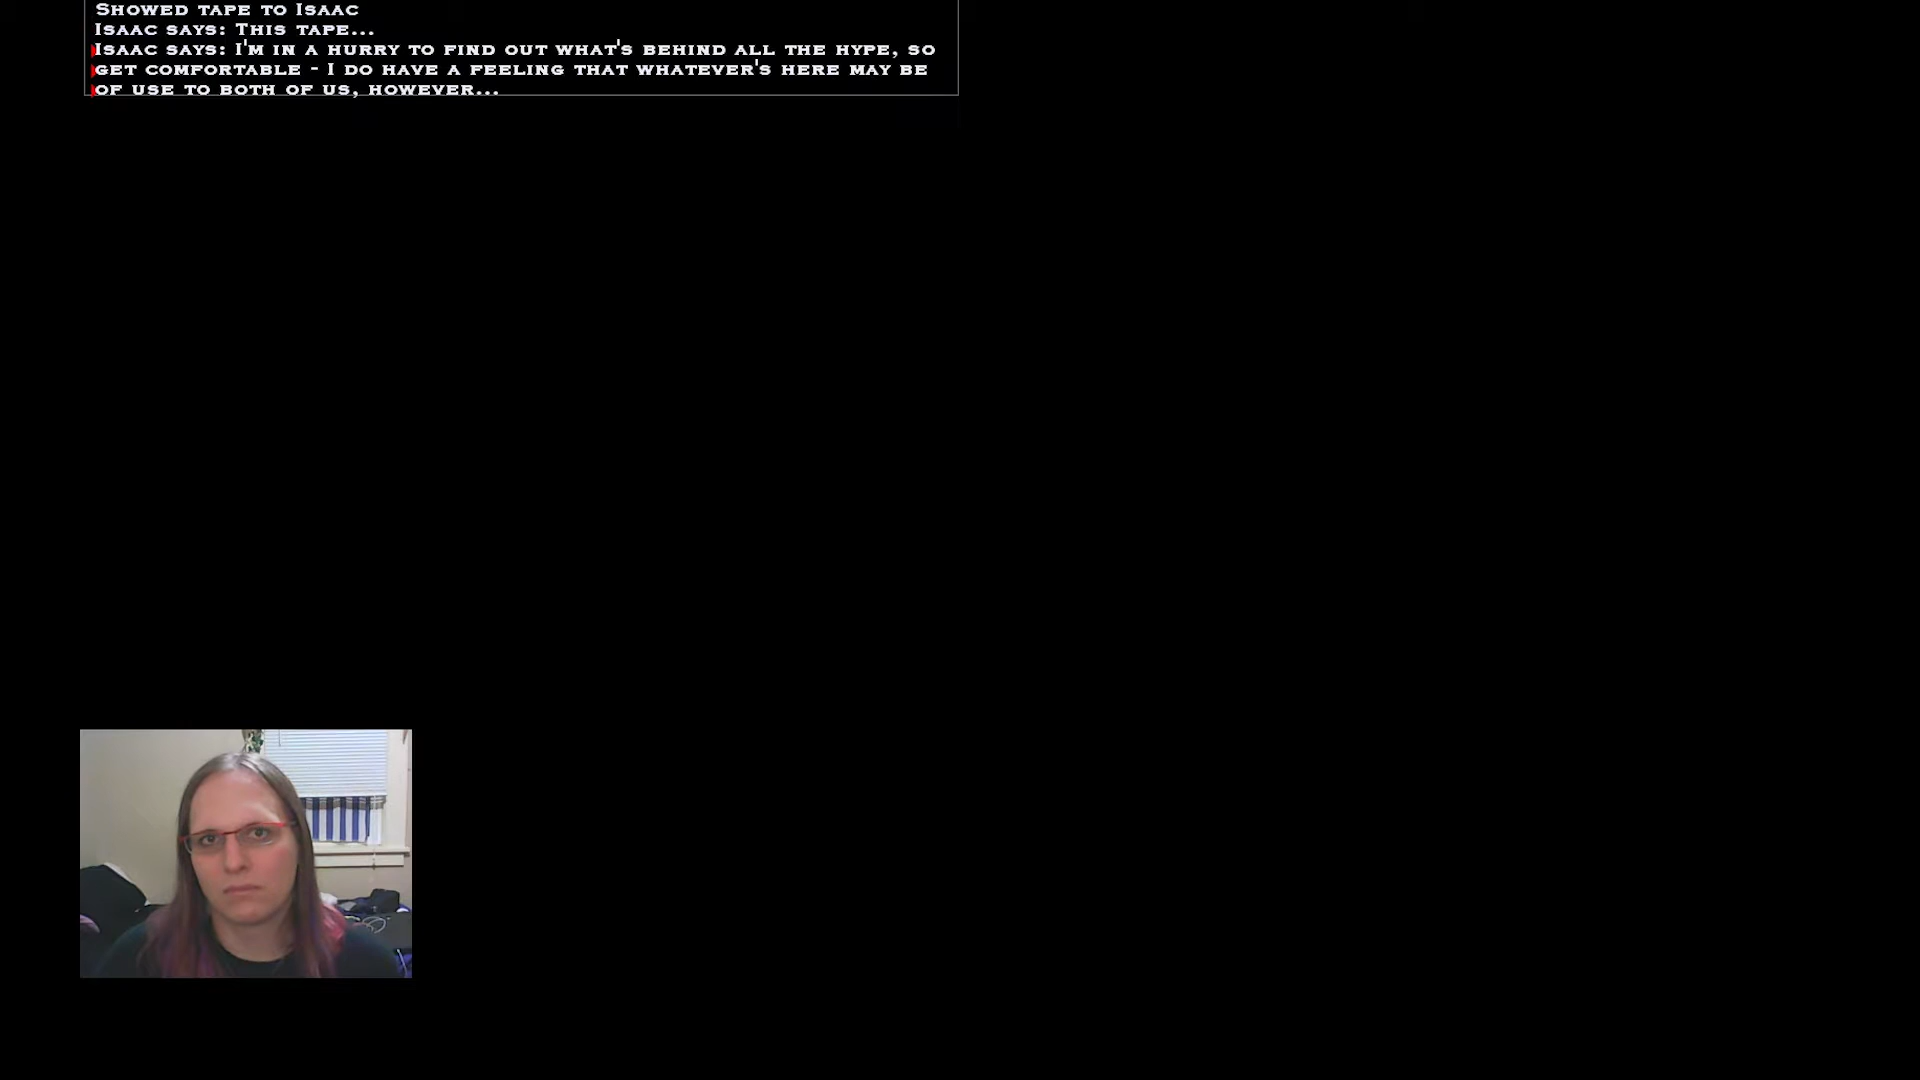 Showed tape to Isaac
Isaac says: This tape...
Isaac says: I'm in a hurry to find out what's behind all the hype, so
get comfortable - I do have a feeling that whatever's here may be
of use to both of us, however...